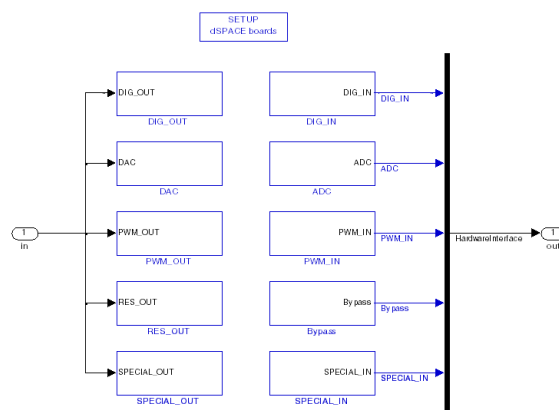 SETUP
dSPACE boards
DIG_OUT
DIG_OUT
DIG_IN
DIG_IN
DIG_IN
DAC
DAC
ADC
ADC
ADC
1
in
PWM_OUT
PWM_OUT
PWM_IN
PWM_IN
PWM_IN
HardwareInterface
1
out
RES_OUT
RES_OUT
Bypass
Bypass
Bypass
SPECIAL_OUT
SPECIAL_OUT
SPECIAL_IN
SPECIAL_IN
SPECIAL_IN